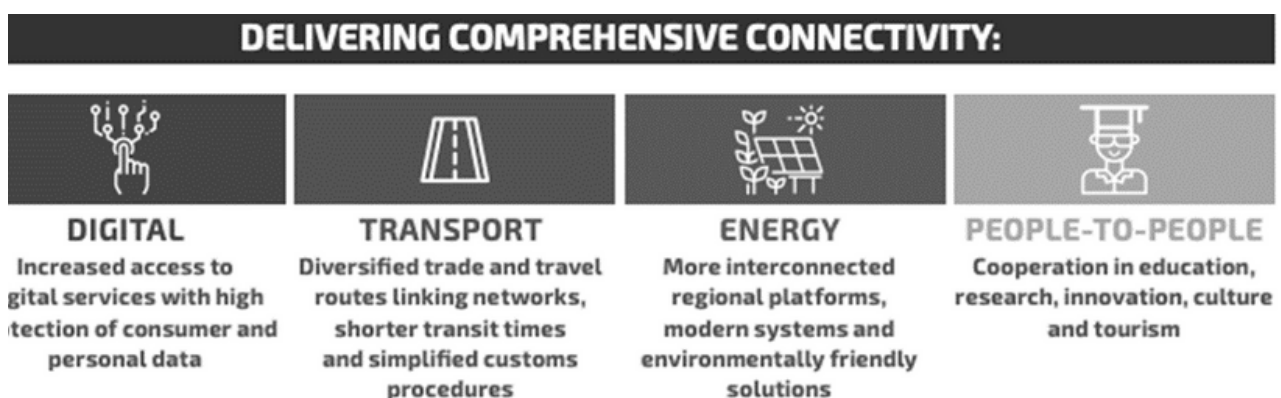 DELIVERING COMPREHENSIVE CONNECTIVITY:
DIGITAL
Increased access to
gital services with high
tection of consumer and
personal data
TRANSPORT
Diversified trade and travel
routes linking networks,
shorter transit times
and simplified customs
procedures
ENERGY
More interconnected
regional platforms,
modern systems and
environmentally friendly
solutions
PEOPLE-TO-PEOPLE
Cooperation in education,
research, innovation, culture
and tourism